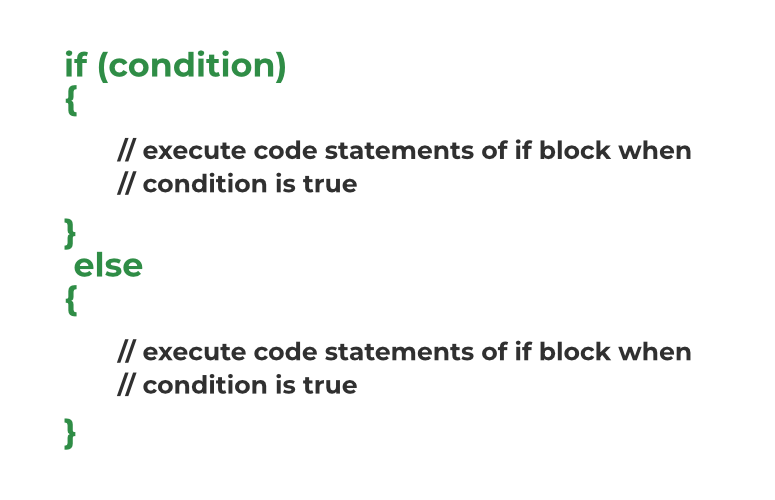 if (condition)
{
// execute code statements of if block when
// condition is true
}
else
{
// execute code statements of if block when
// condition is true
}